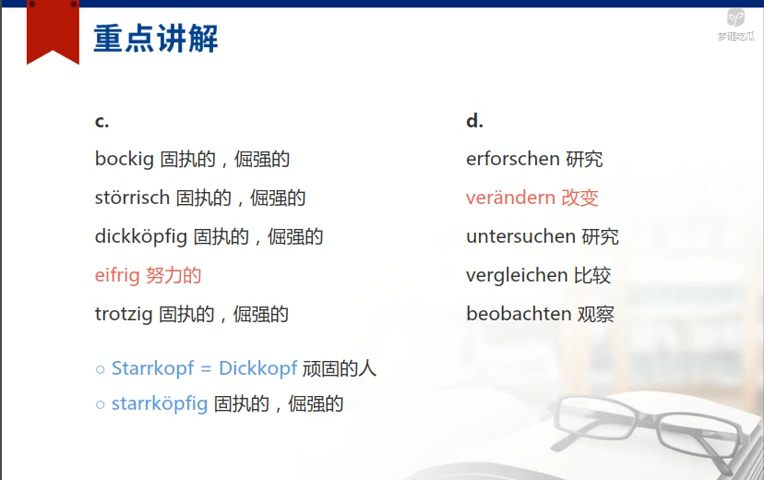 重点讲解
梦砸吃瓜
c.
bockig 固执的，倔强的
störrisch 固执的，倔强的
dickköpfig 固执的，倔强的
eifrig 努力的
trotzig 固执的，倔强的
○ Starrkopf = Dickkopf 顽固的人
○ starrköpfig 固执的，倔强的
d.
erforschen 研究
verändern 改变
untersuchen 研究
vergleichen 比较
beobachten 观察